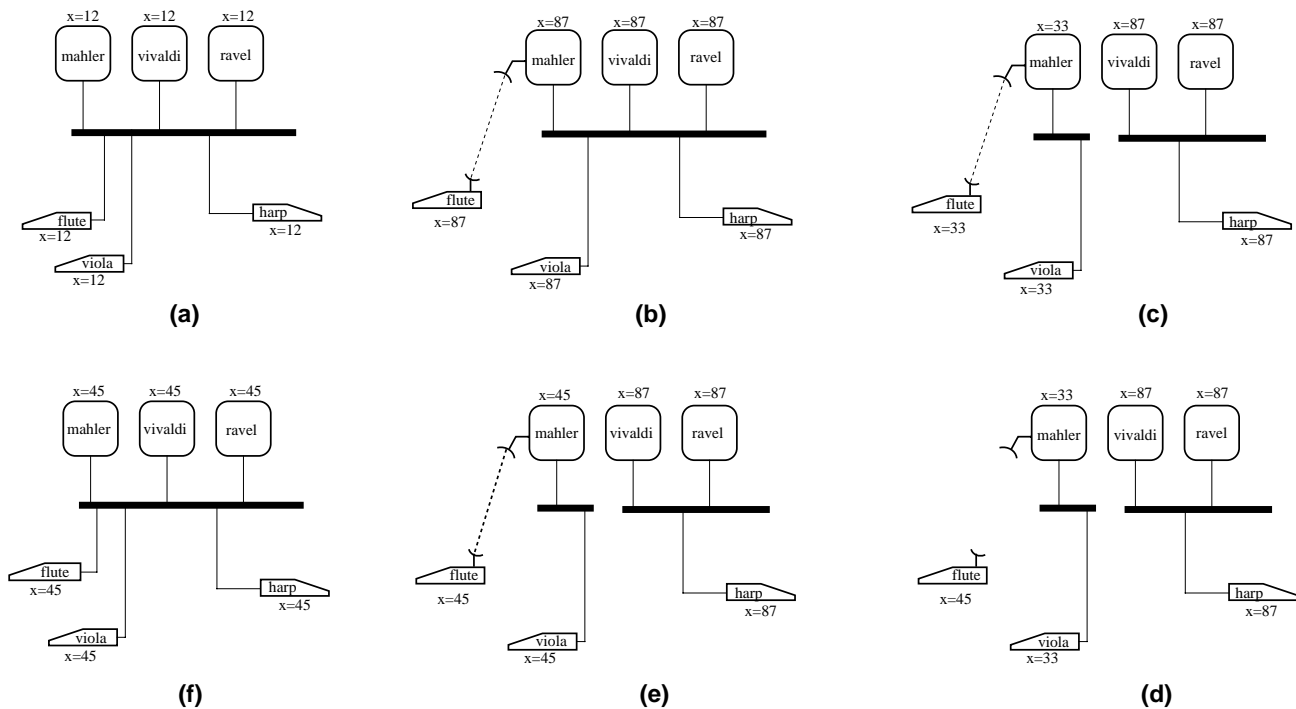 x=12 x=12 x=12
mahler vivaldi ravel
flute
x=12
harp
x=12
viola
x=12
(a)
x=87 x=87 x=87
mahler vivaldi ravel
flute
x=87
harp
x=87
viola
x=87
(b)
x=33 x=87 x=87
mahler vivaldi ravel
flute
x=33
harp
x=87
viola
x=33
(c)
x=45 x=45 x=45
mahler vivaldi ravel
flute
x=45
harp
x=45
viola
x=45
(f)
x=45 x=87 x=87
mahler vivaldi ravel
flute
x=45
harp
x=87
viola
x=45
(e)
x=33 x=87 x=87
mahler vivaldi ravel
flute
x=45
harp
x=87
viola
x=33
(d)